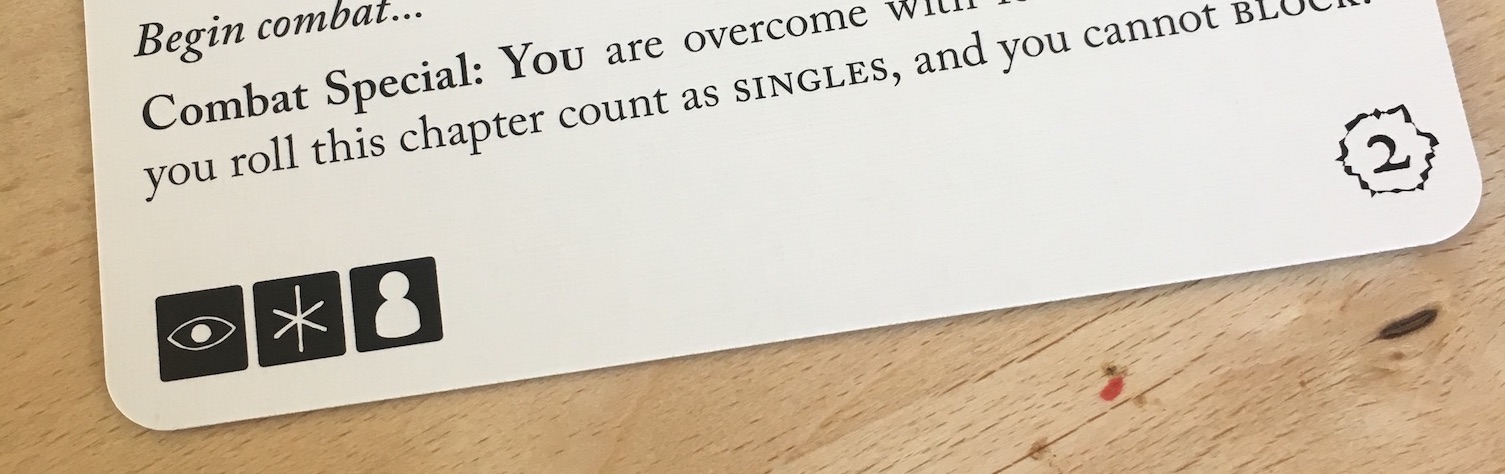 Begin combat...
Combat Special: You are overcome with
you roll this chapter count as SINGLES, and you cannot BLOCK.
2